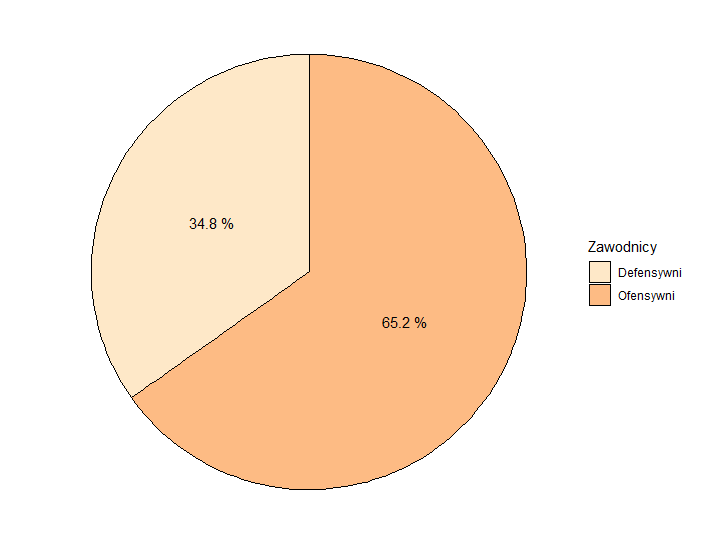 34.8 %
65.2 %
Zawodnicy
Defensywni
Ofensywni